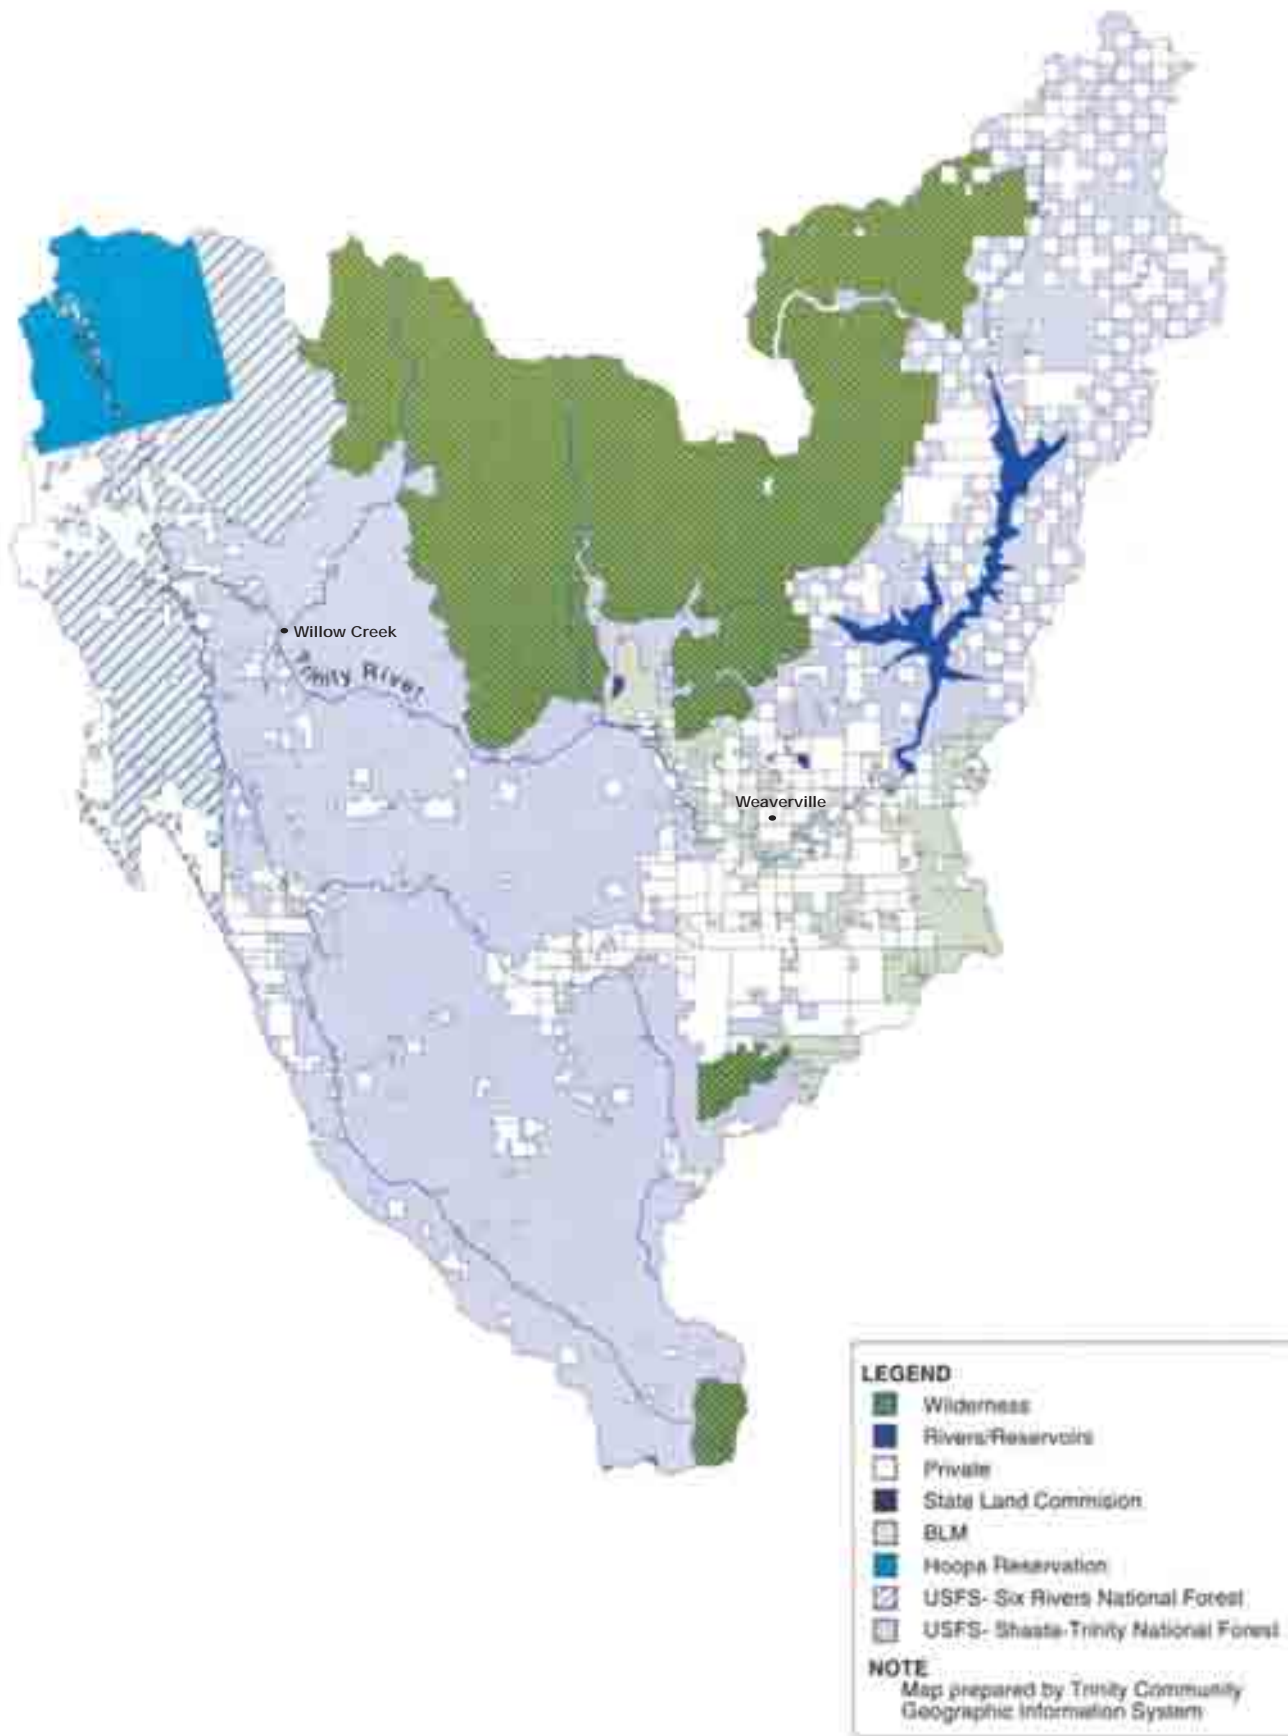 Willow Creek
Trinity River
Weaverville
LEGEND
Wilderness
Rivers/Reservoirs
Private
State Land Commision
BLM
Hoopa Reservation
USFS- Six Rivers National Forest
USFS- Shasta-Trinity National Forest
NOTE
Map prepared by Trinity Community
Geographic Information System